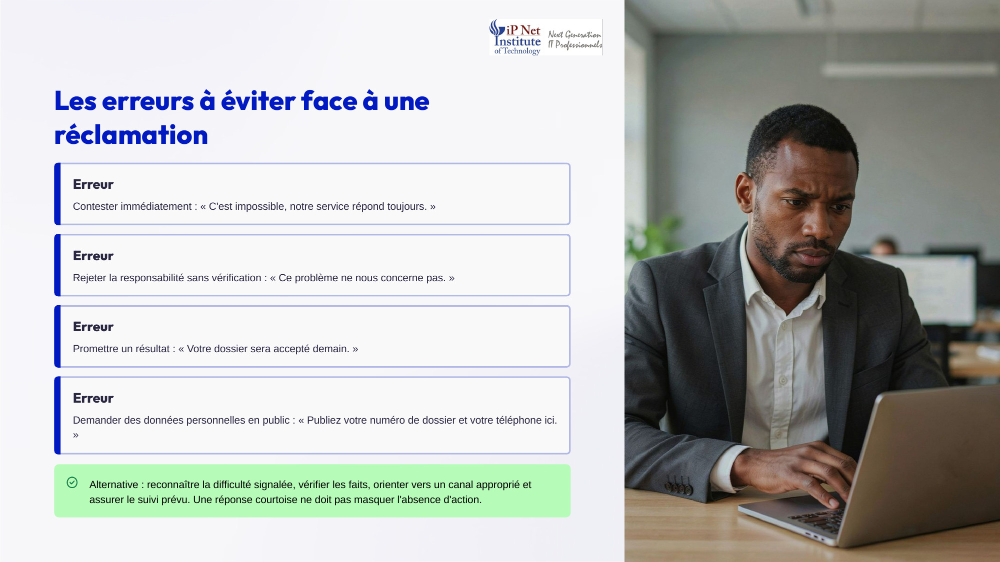 iP Net
Institute
of Technology
Next Generation
IT Professionnels
Les erreurs à éviter face à une
réclamation
Erreur
Contester immédiatement : « C'est impossible, notre service répond toujours. »
Erreur
Rejeter la responsabilité sans vérification : « Ce problème ne nous concerne pas. »
Erreur
Promettre un résultat : « Votre dossier sera accepté demain. »
Erreur
Demander des données personnelles en public : « Publiez votre numéro de dossier et votre téléphone ici.
»
Alternative : reconnaître la difficulté signalée, vérifier les faits, orienter vers un canal approprié et
assurer le suivi prévu. Une réponse courtoise ne doit pas masquer l'absence d'action.